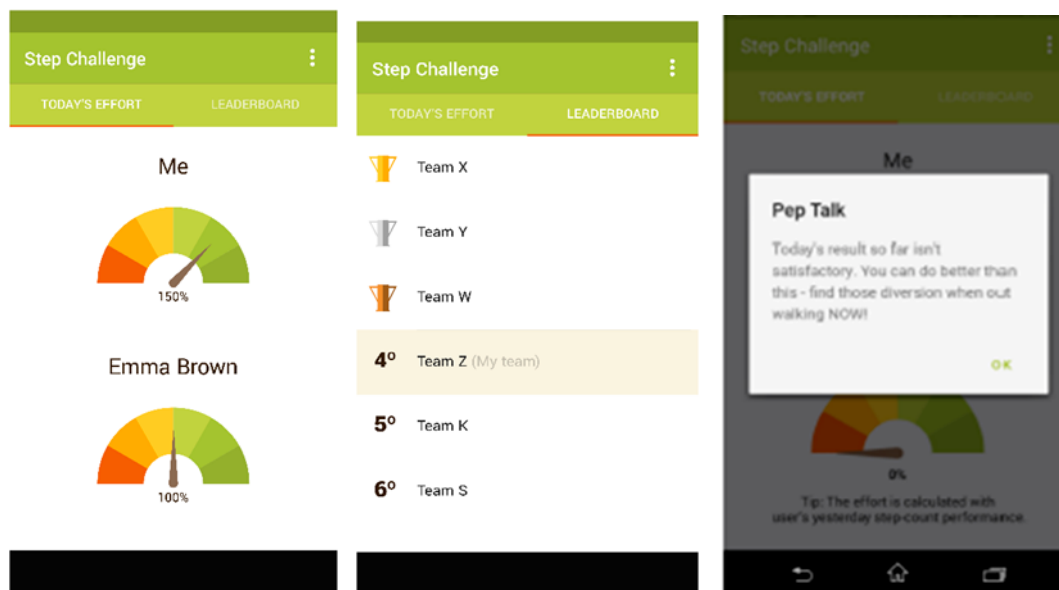 Step Challenge
TODAY'S EFFORT LEADERBOARD
Me
150%
Emma Brown
100%
Step Challenge
TODAY'S EFFORT LEADERBOARD
Team X
Team Y
Team W
4º Team Z (My team)
5º Team K
6º Team S
Step Challenge
TODAY'S EFFORT LEADERBOARD
Me
Pep Talk
Today's result so far isn't
satisfactory. You can do better than
this - find those diversion when out
walking NOW!
OK
0%
Tip: The effort is calculated with
user's yesterday step-count performance.